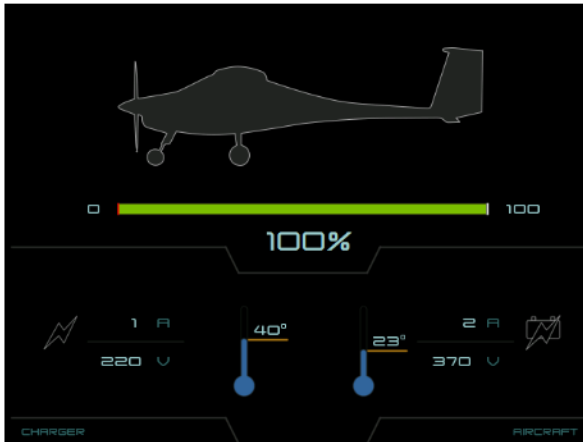 0 100
100%
1 A 40° 23° 2 A
220 V 370 V
CHARGER AIRCRAFT